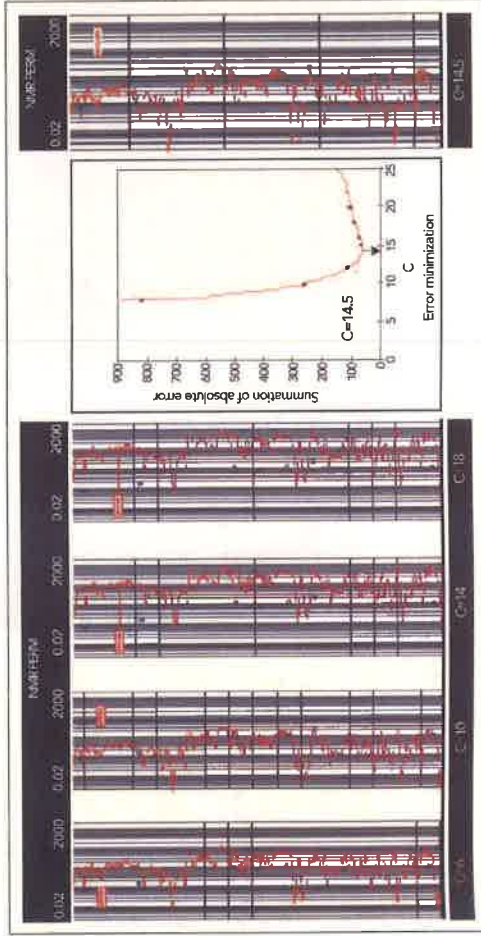 NMR PERM
0.02 2000
0.02 2000
0.02 2000
0.02 2000
C=6
C=10
C=14
C=18
900
800
700
600
500
400
300
200
100
0
Summation of absolute error
C=14.5
0 5 10 15 20 25
C
Error minimization
NMR PERM
0.02 2000
C=14.5